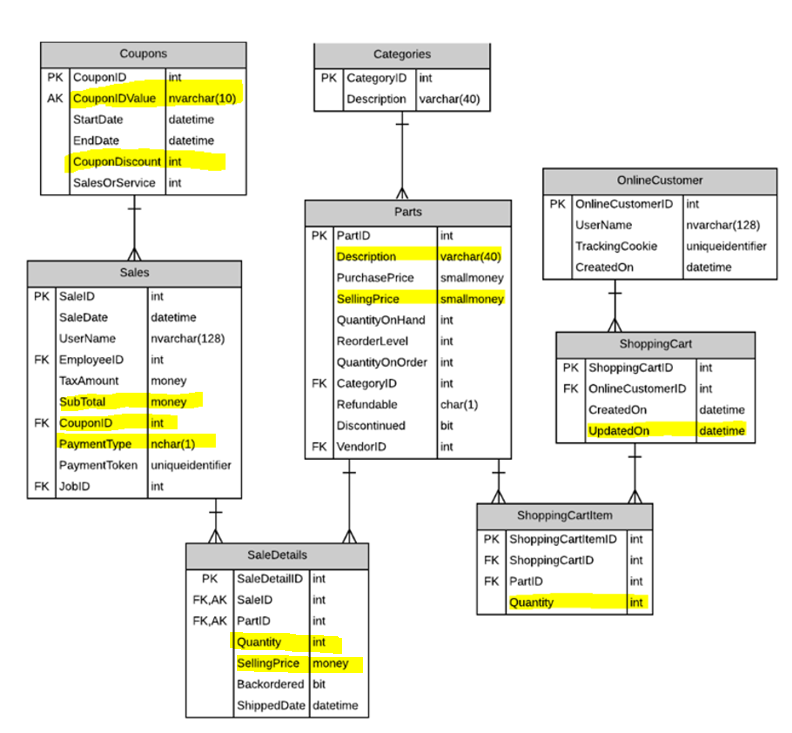 Coupons
PK CouponID int
AK CouponIDValue nvarchar(10)
StartDate datetime
EndDate datetime
CouponDiscount int
SalesOrService int
Categories
PK CategoryID int
Description varchar(40)
OnlineCustomer
PK OnlineCustomerID int
UserName nvarchar(128)
TrackingCookie uniqueidentifier
CreatedOn datetime
Parts
PK PartID int
Description varchar(40)
PurchasePrice smallmoney
SellingPrice smallmoney
QuantityOnHand int
ReorderLevel int
QuantityOnOrder int
FK CategoryID int
Refundable char(1)
Discontinued bit
FK VendorID int
Sales
PK SaleID int
SaleDate datetime
UserName nvarchar(128)
FK EmployeeID int
TaxAmount money
SubTotal money
FK CouponID int
PaymentType nchar(1)
PaymentToken uniqueidentifier
FK JobID int
ShoppingCart
PK ShoppingCartID int
FK OnlineCustomerID int
CreatedOn datetime
UpdatedOn datetime
ShoppingCartItem
PK ShoppingCartItemID int
FK ShoppingCartID int
FK PartID int
Quantity int
SaleDetails
PK SaleDetailID int
FK,AK SaleID int
FK,AK PartID int
Quantity int
SellingPrice money
Backordered bit
ShippedDate datetime